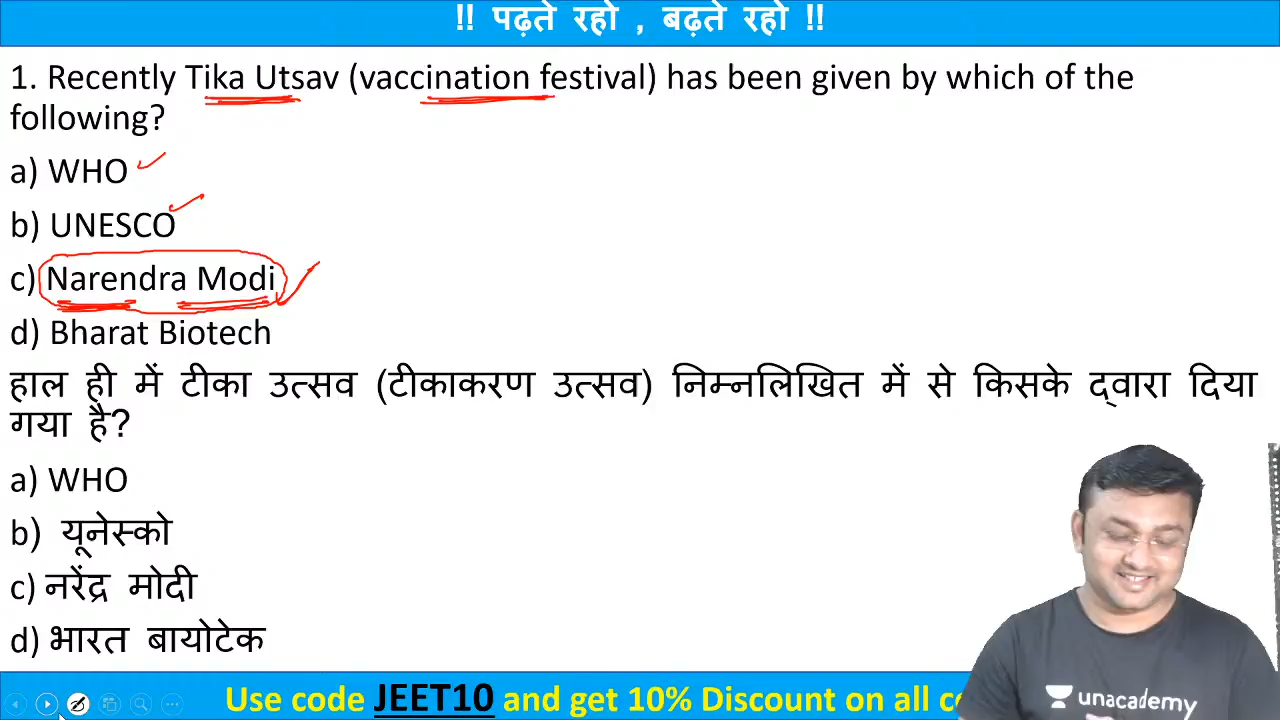 !! पढ़ते रहो , बढ़ते रहो !!
1. Recently Tika Utsav (vaccination festival) has been given by which of the
following?
a) WHO
b) UNESCO
c) Narendra Modi
d) Bharat Biotech
हाल ही में टीका उत्सव (टीकाकरण उत्सव) निम्नलिखित में से किसके द्वारा दिया
गया है?
a) WHO
b) यूनेस्को
c) नरेंद्र मोदी
d) भारत बायोटेक
Use code JEET10 and get 10% Discount on all
unacademy